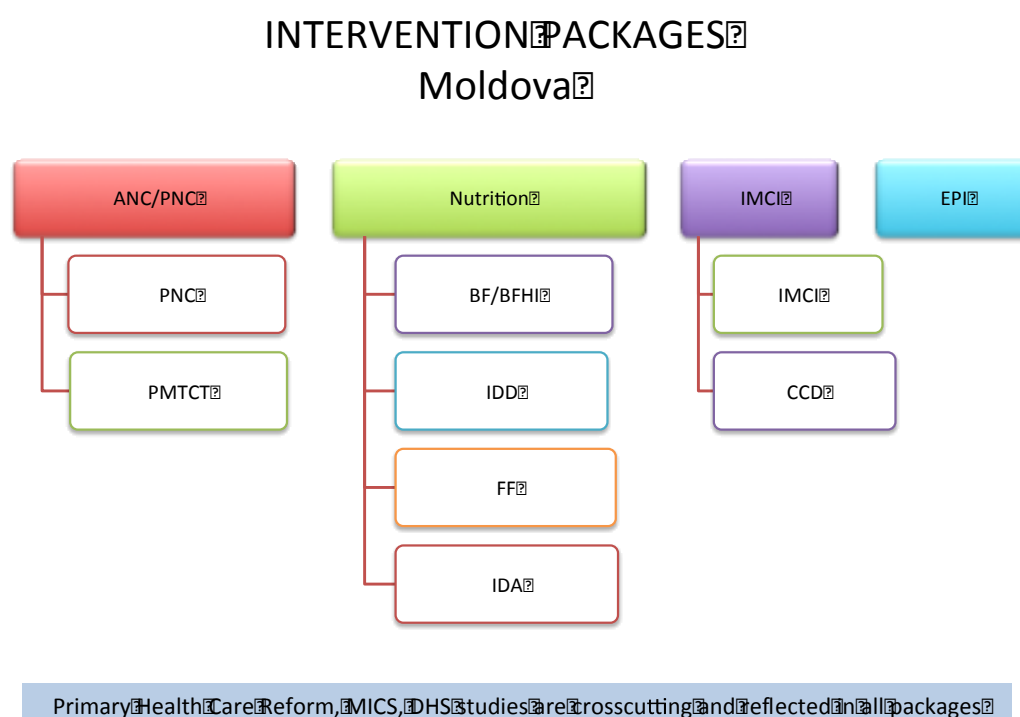 INTERVENTION PACKAGES
Moldova
ANC/PNC
Nutrition
IMCI
EPI
PNC
BF/BFHI
IMCI
PMTCT
IDD
CCD
FF
IDA
Primary Health Care Reform, MICS, DHS studies are crosscutting and reflected in all packages